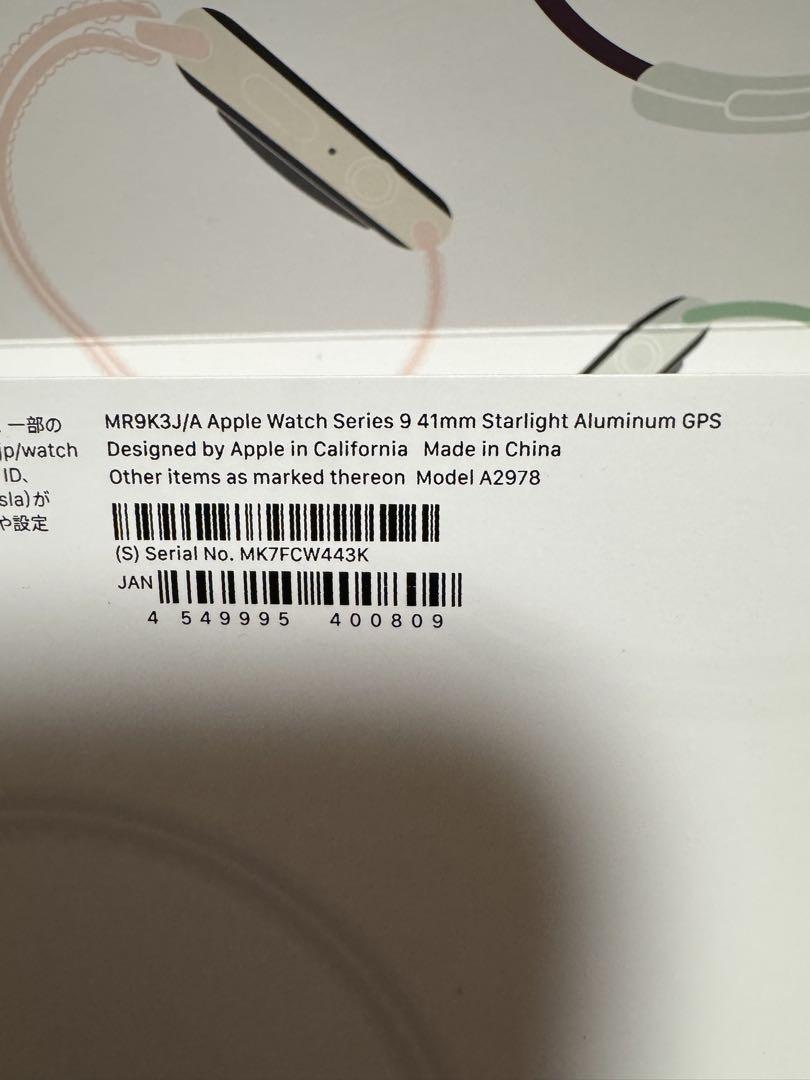 、一部の
jp/watch
ID、
sla)が
や設定
MR9K3J/A Apple Watch Series 9 41mm Starlight Aluminum GPS
Designed by Apple in California Made in China
Other items as marked thereon Model A2978
(S) Serial No. MK7FCW443K
JAN
4 549995 400809